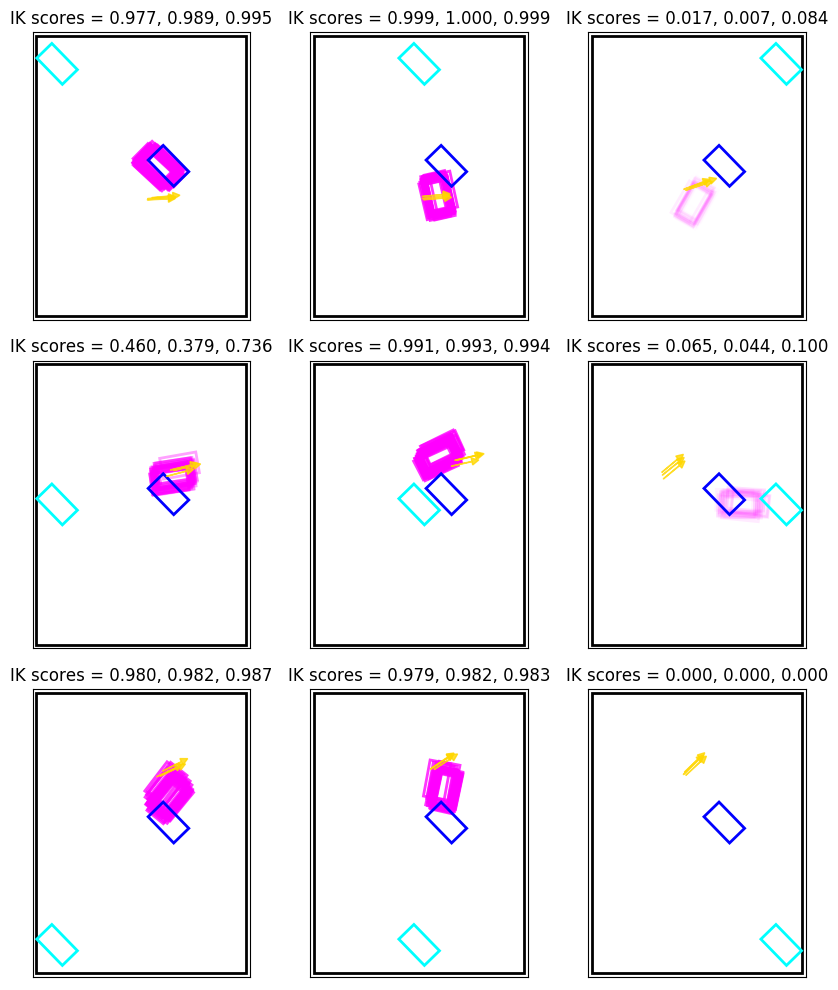 IK scores = 0.977, 0.989, 0.995
IK scores = 0.999, 1.000, 0.999
IK scores = 0.017, 0.007, 0.084
IK scores = 0.460, 0.379, 0.736
IK scores = 0.991, 0.993, 0.994
IK scores = 0.065, 0.044, 0.100
IK scores = 0.980, 0.982, 0.987
IK scores = 0.979, 0.982, 0.983
IK scores = 0.000, 0.000, 0.000